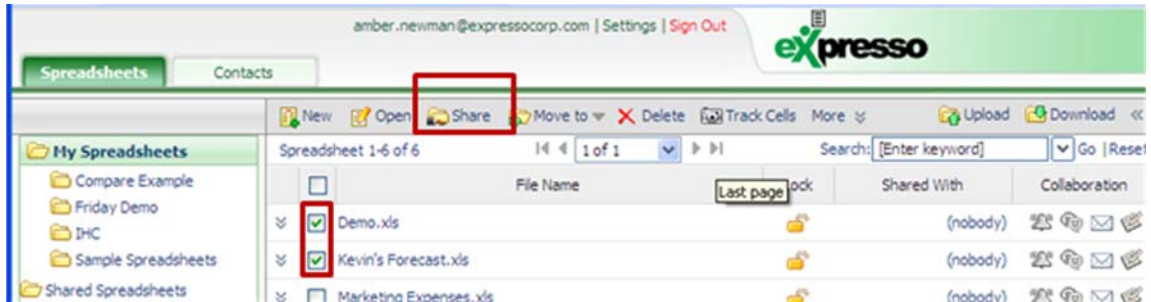 amber.newman@expressocorp.com | Settings | Sign Out
eXpresso
Spreadsheets Contacts
New Open Share Move to Delete Track Cells More Upload Download
My Spreadsheets
Compare Example
Friday Demo
IHC
Sample Spreadsheets
Shared Spreadsheets
Spreadsheet 1-6 of 6 1 of 1 Search: [Enter keyword] Go | Reset
File Name Last page Shared With Collaboration
Demo.xls (nobody)
Kevin's Forecast.xls (nobody)
Marketing Expenses.xls (nobody)